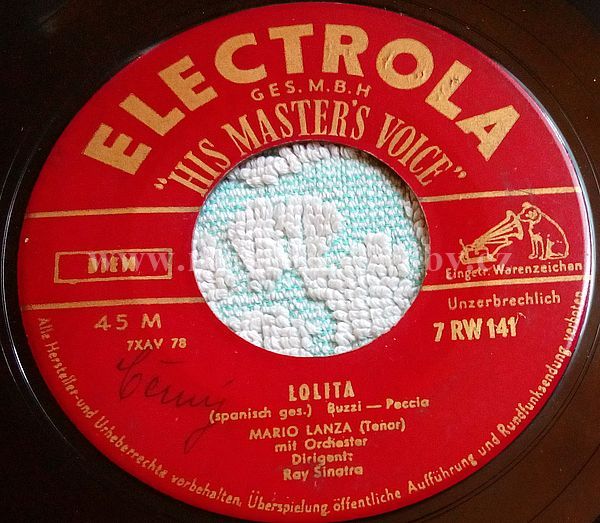 ELECTROLA
GES.M.B.H
"HIS MASTER'S VOICE"
Eingetr. Warenzeichen
45 M
7XAV 78
Unzerbrechlich
7 RW 141
Černý
LOLITA
(spanisch ges.) Buzzi — Peccia
MARIO LANZA (Tenor)
mit Orchester
Dirigent:
Ray Sinatra
Alle Hersteller-und Urheberrechte vorbehalten. Überspielung, öffentliche Aufführung und Rundfunksendung verboten